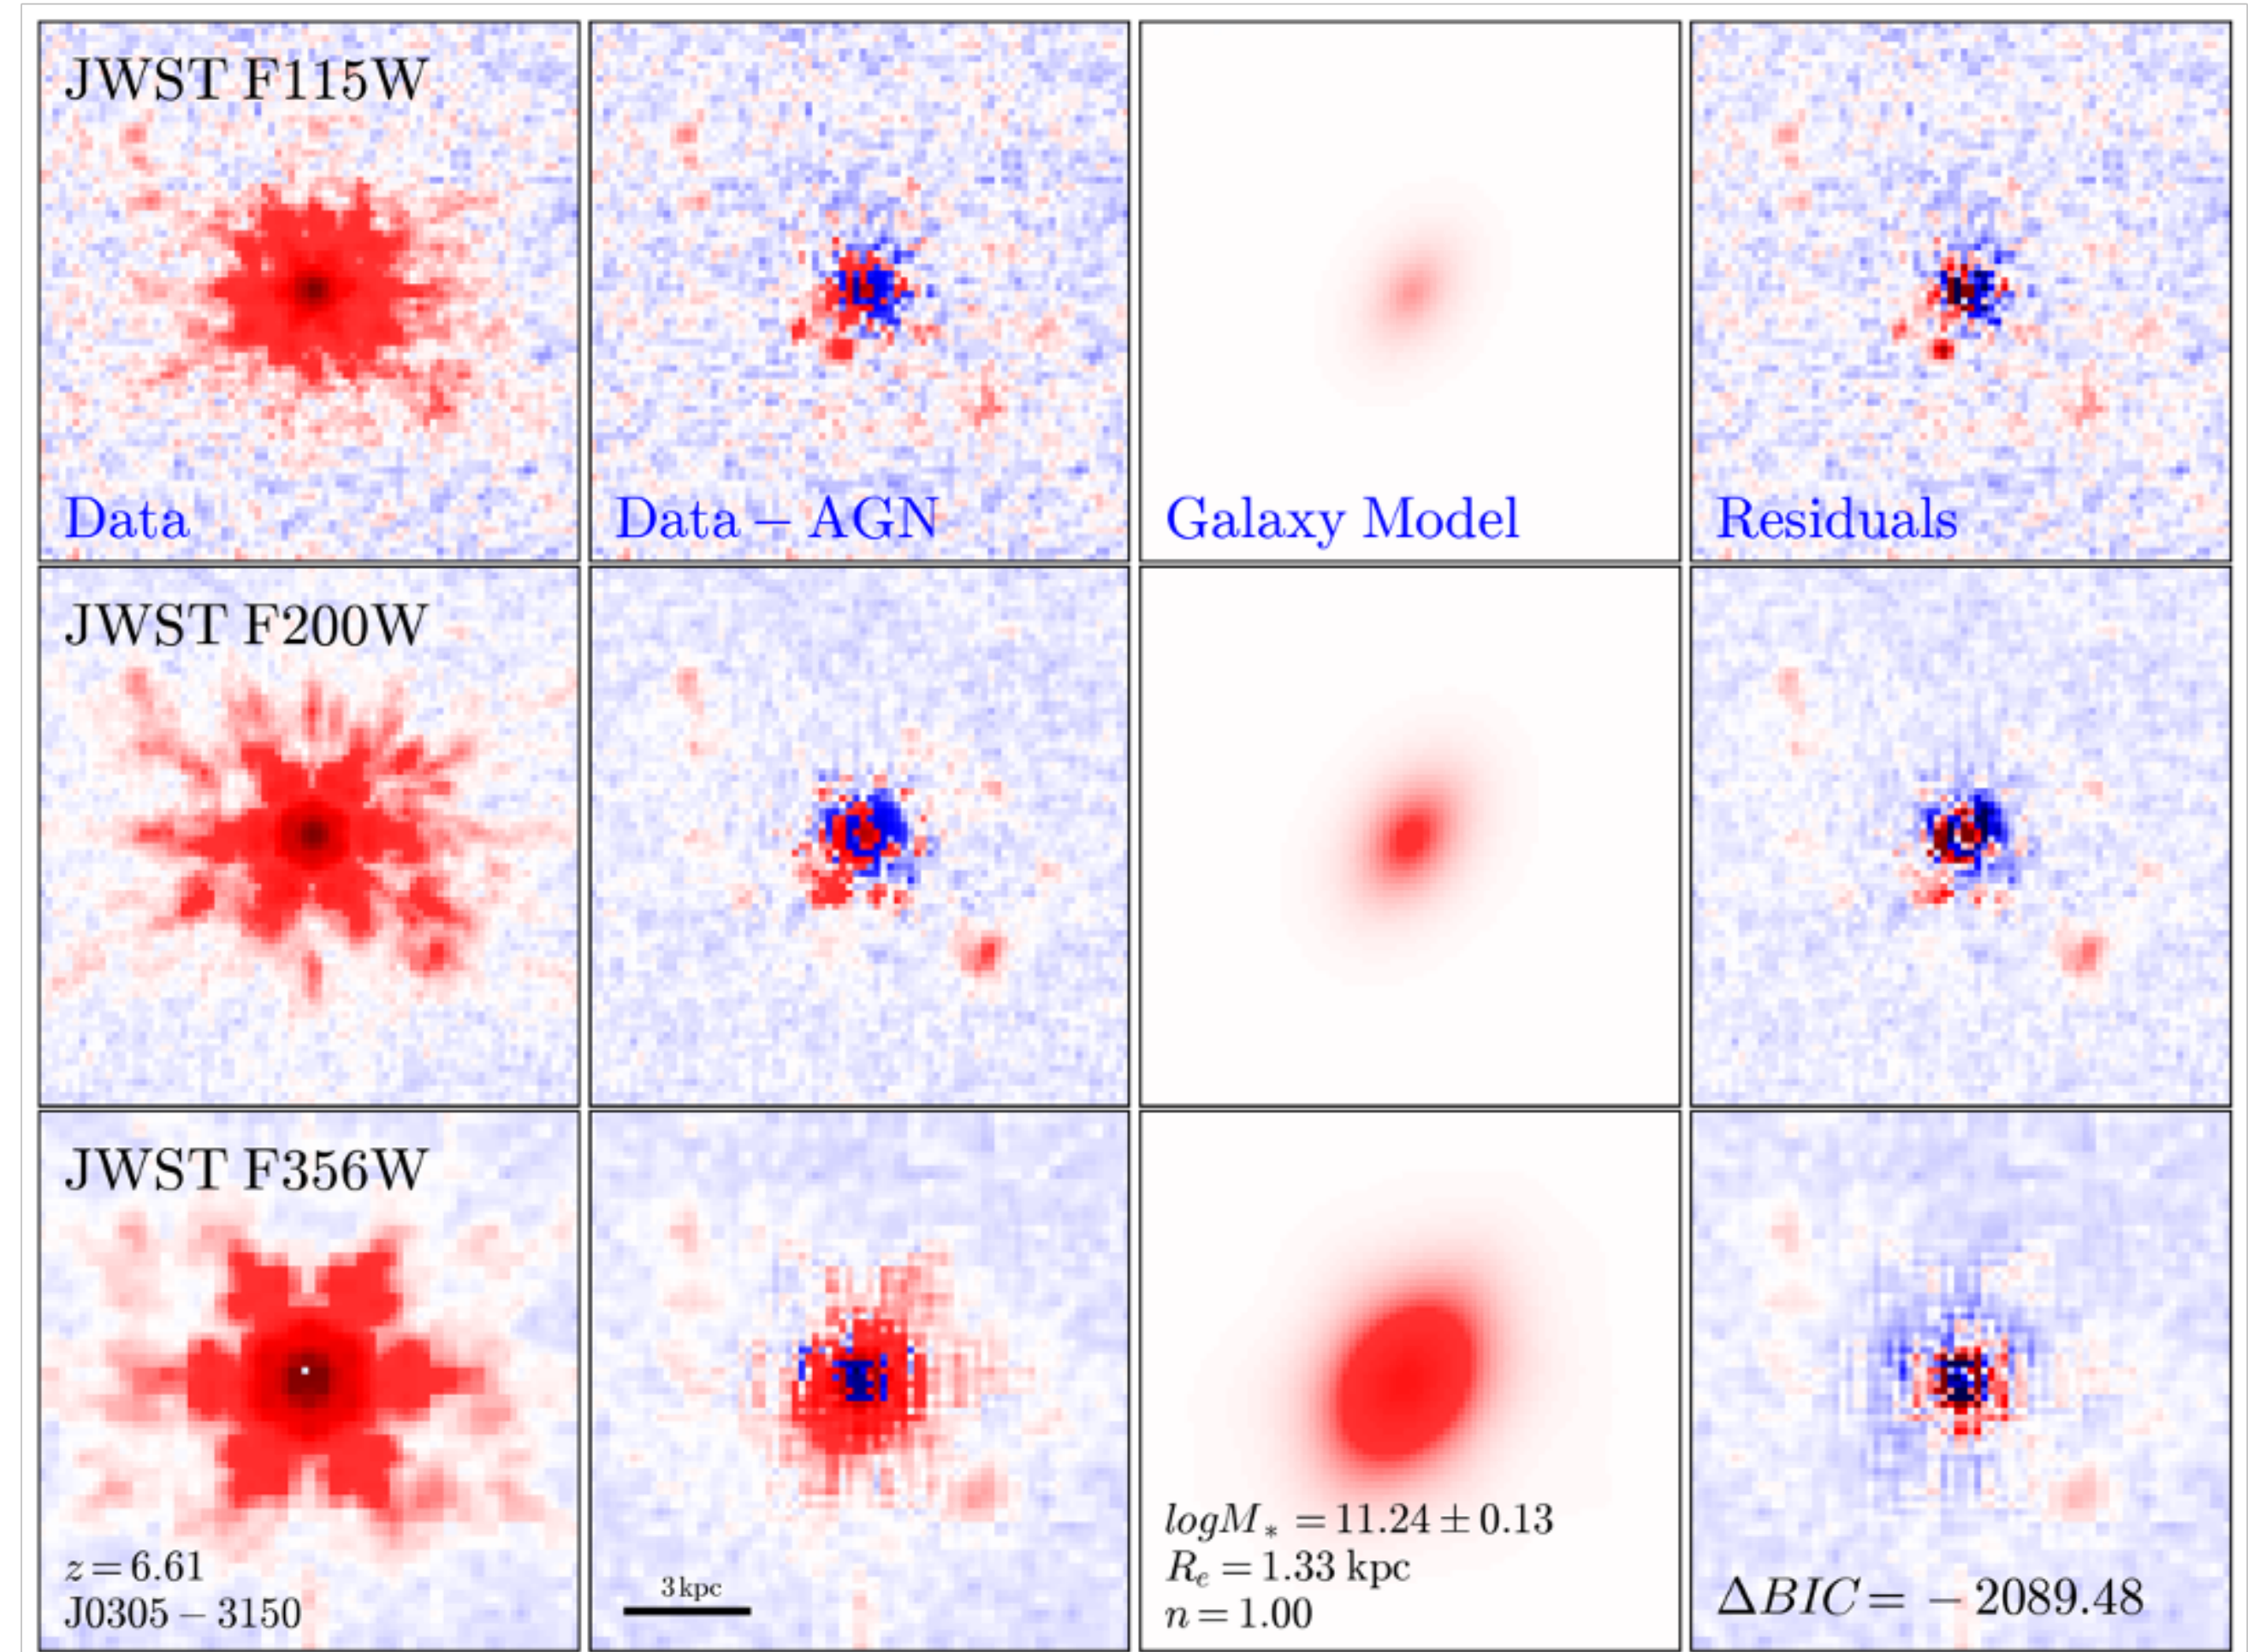 JWST F115W
Data
Data − AGN
Galaxy Model
Residuals
JWST F200W
JWST F356W
z = 6.61
J0305 − 3150
3 kpc
logM* = 11.24 ± 0.13
Re = 1.33 kpc
n = 1.00
ΔBIC = − 2089.48